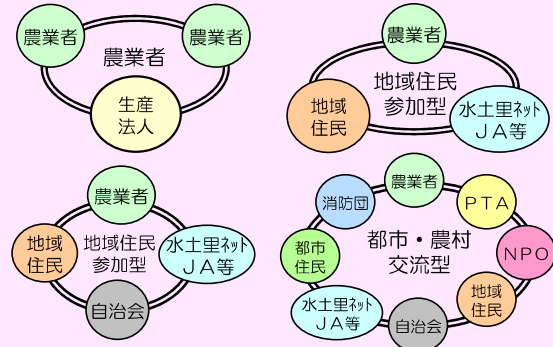 農業者
農業者
農業者
生産
法人
農業者
地域住民
参加型
地域
住民
水土里ネット
ＪＡ等
農業者
地域
住民
地域住民
参加型
水土里ネット
ＪＡ等
自治会
農業者
消防団
ＰＴＡ
都市
住民
都市・農村
交流型
ＮＰＯ
水土里ネット
ＪＡ等
自治会
地域
住民